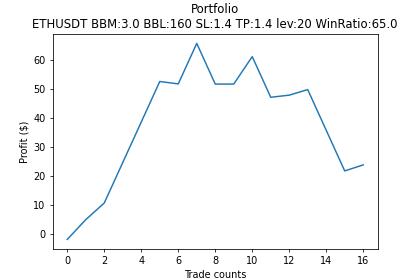 Portfolio
ETHUSDT BBM:3.0 BBL:160 SL:1.4 TP:1.4 lev:20 WinRatio:65.0
Profit ($)
60
50
40
30
20
10
0
0 2 4 6 8 10 12 14 16
Trade counts